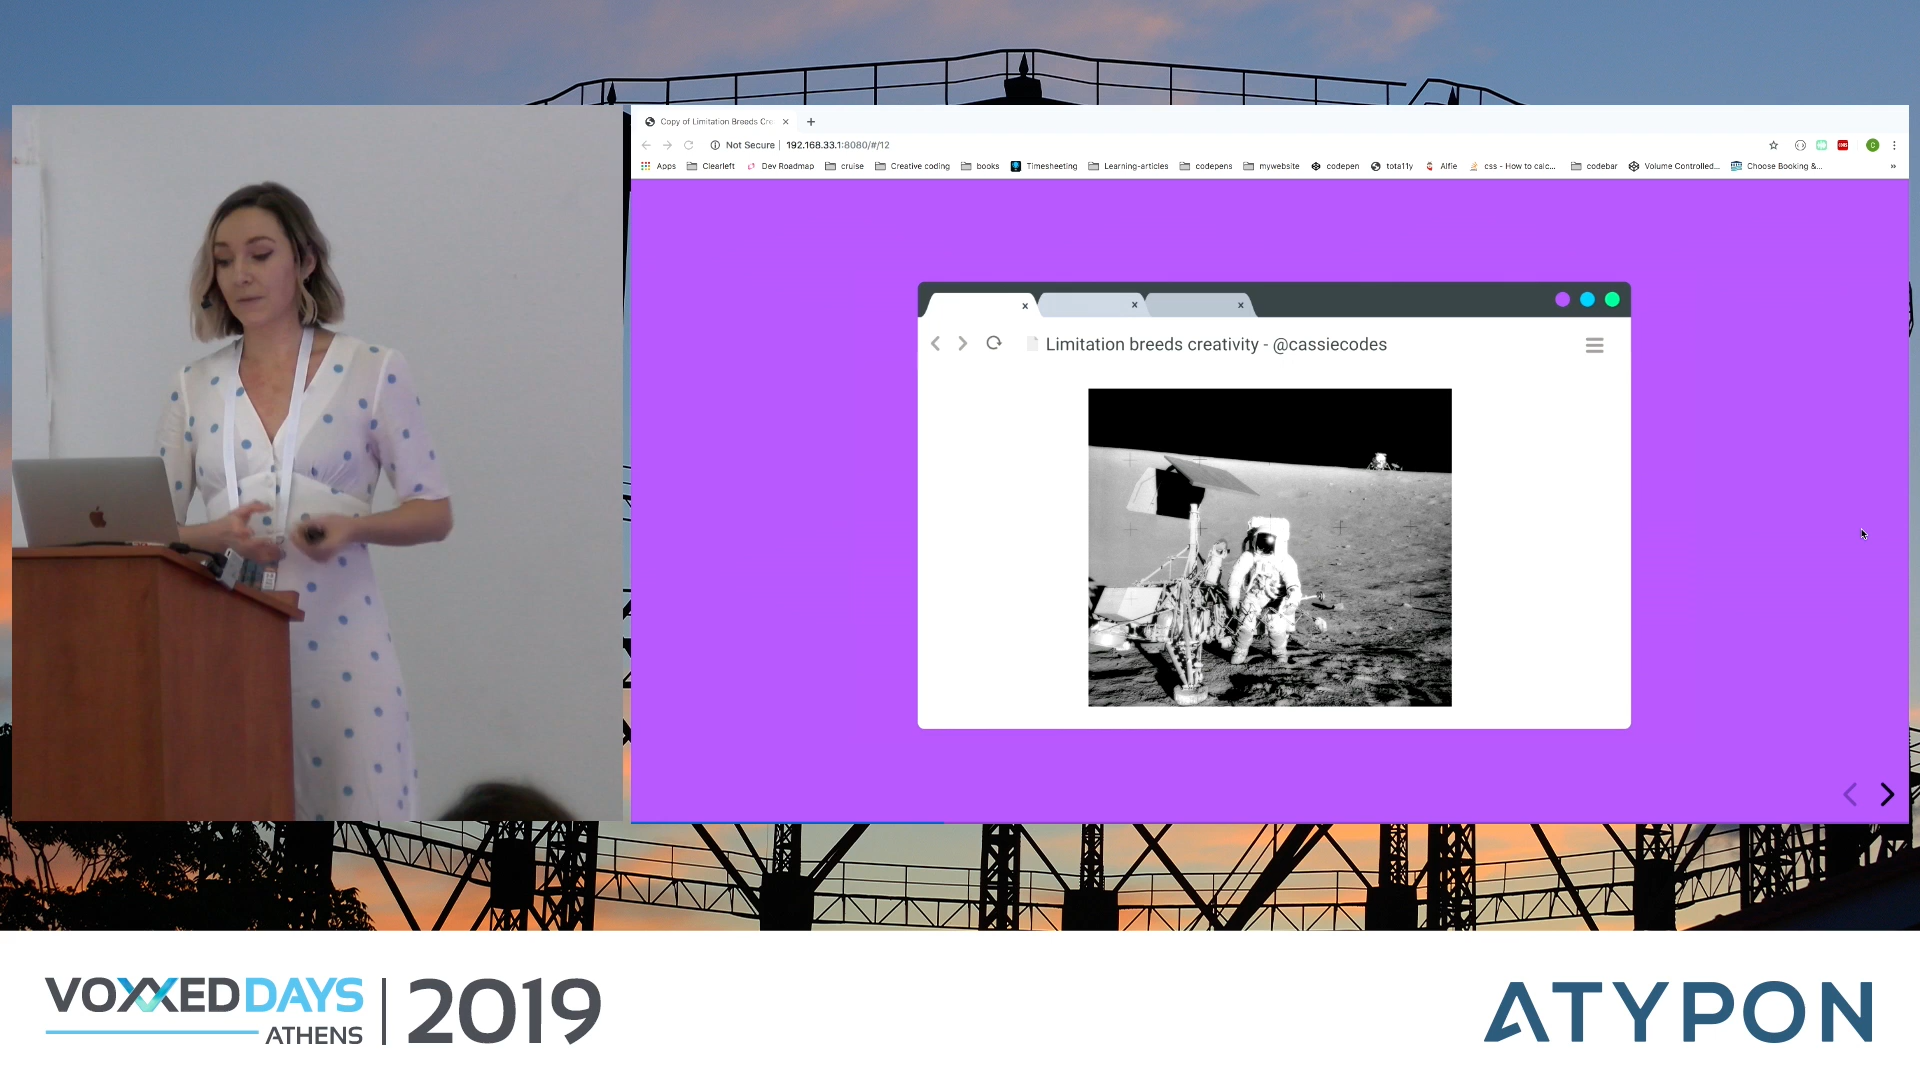 Copy of Limitation Breeds Cre
Not Secure | 192.168.33.1:8080/#/12
Apps Clearleft Dev Roadmap cruise Creative coding books Timesheeting Learning-articles codepens mywebsite codepen tota11y Alfie css - How to calc... codebar Volume Controlled... Choose Booking &... »
Limitation breeds creativity - @cassiecodes
VOXXEDDAYS
ATHENS
2019
ATYPON